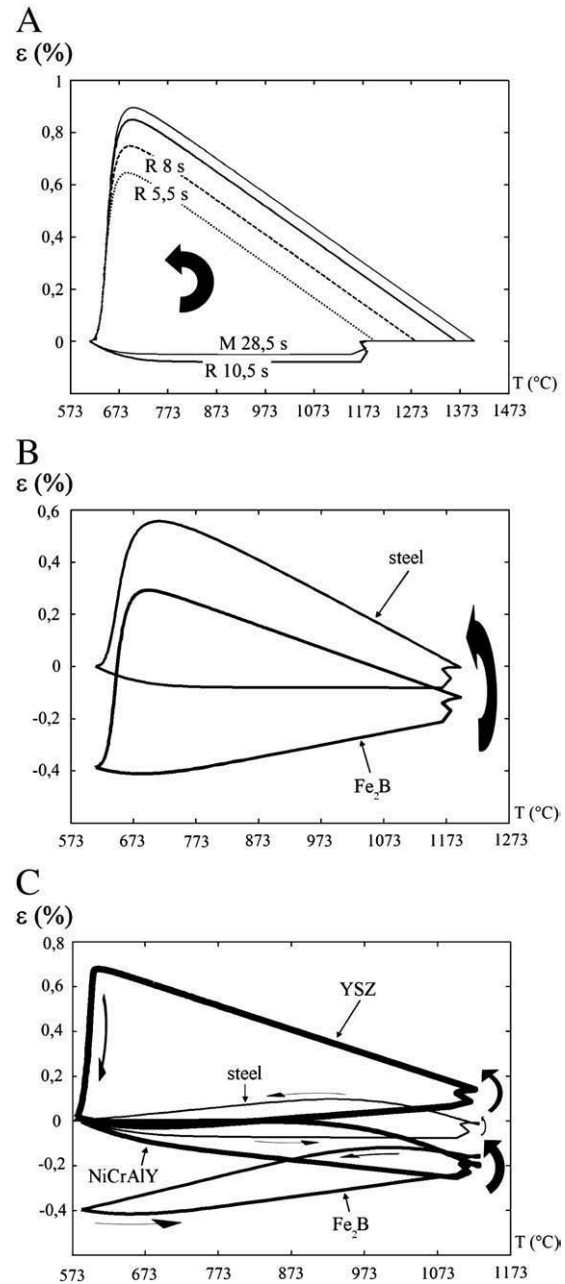 A
ε (%)
1
0,8
0,6
0,4
0,2
0
R 8 s
R 5,5 s
M 28,5 s
R 10,5 s
T (°C)
573 673 773 873 973 1073 1173 1273 1373 1473
B
ε (%)
0,6
0,4
0,2
0
-0,2
-0,4
steel
Fe₂B
T (°C)
573 673 773 873 973 1073 1173 1273
C
ε (%)
0,8
0,6
0,4
0,2
0
-0,2
-0,4
YSZ
steel
NiCrAlY
Fe₂B
T (°C)
573 673 773 873 973 1073 1173